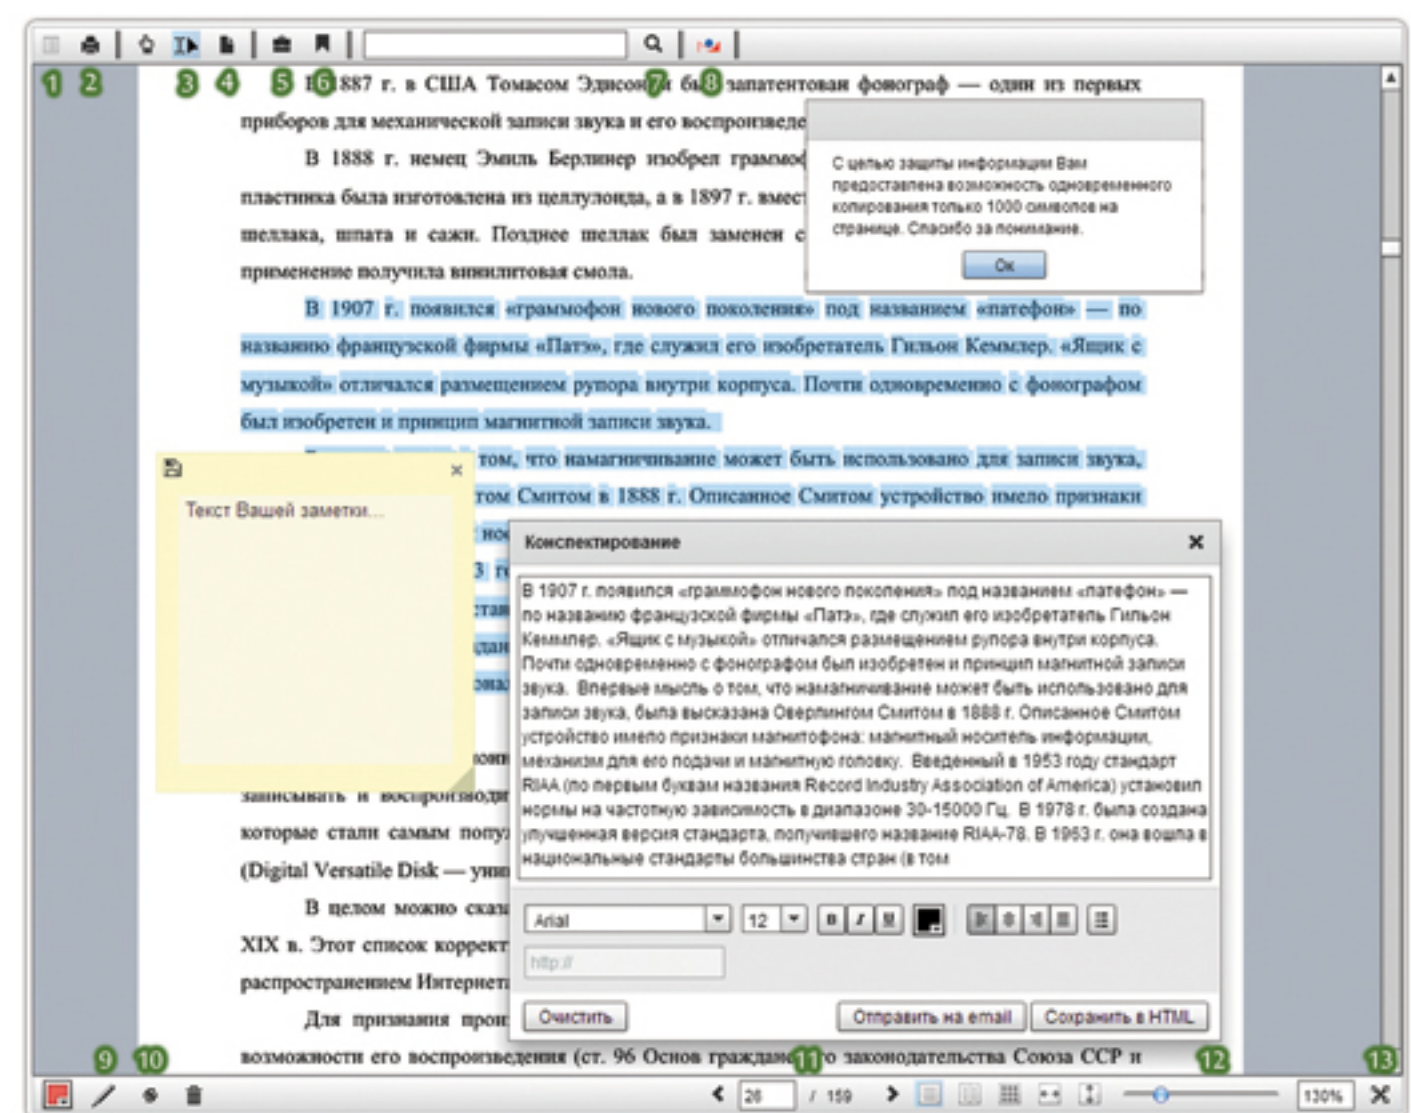 1 2 3 4 5 6 7 8
1887 г. в США Томасом Эдисон бы запатентован фонограф — один из первых
приборов для механической записи звука и его воспроизведе
В 1888 г. немец Эмиль Берлинер изобрел граммоф
пластинка была изготовлена из целлулоида, а в 1897 г. вмест
шеллака, шпата и сажи. Позднее шеллак был заменен с
применение получила винилитовая смола.
С целью защиты информации Вам
предоставлена возможность одновременного
копирования только 1000 символов на
странице. Спасибо за понимание.
Ок
В 1907 г. появился «граммофон нового поколения» под названием «патефон» — по
названию французской фирмы «Патэ», где служил его изобретатель Гильон Кеммлер. «Ящик с
музыкой» отличался размещением рупора внутри корпуса. Почти одновременно с фонографом
был изобретен и принцип магнитной записи звука.
том, что намагничивание может быть использовано для записи звука,
том Смитом в 1888 г. Описанное Смитом устройство имело признаки
нос
3 г
стан
здан
она
Текст Вашей заметки...
Конспектирование
В 1907 г. появился «граммофон нового поколения» под названием «патефон» —
по названию французской фирмы «Патэ», где служил его изобретатель Гильон
Кеммлер. «Ящик с музыкой» отличался размещением рупора внутри корпуса.
Почти одновременно с фонографом был изобретен и принцип магнитной записи
звука. Впервые мысль о том, что намагничивание может быть использовано для
записи звука, была высказана Оверлингом Смитом в 1888 г. Описанное Смитом
устройство имело признаки магнитофона: магнитный носитель информации,
механизм для его подачи и магнитную головку. Введенный в 1953 году стандарт
RIAA (по первым буквам названия Record Industry Association of America) установил
нормы на частотную зависимость в диапазоне 30-15000 Гц. В 1978 г. была создана
улучшенная версия стандарта, получившего название RIAA-78. В 1963 г. она вошла в
национальные стандарты большинства стран (в том
Arial 12 B I U
http://
Очистить Отправить на email Сохранить в HTML
онн
записывать и воспроизводи
которые стали самым попул
(Digital Versatile Disk — уни
В целом можно сказ
XIX в. Этот список коррект
распространением Интернет
Для признания прои
возможности его воспроизведения (ст. 96 Основ граждан о законодательства Союза ССР и
9 10 11 12 13
26 / 159 130%